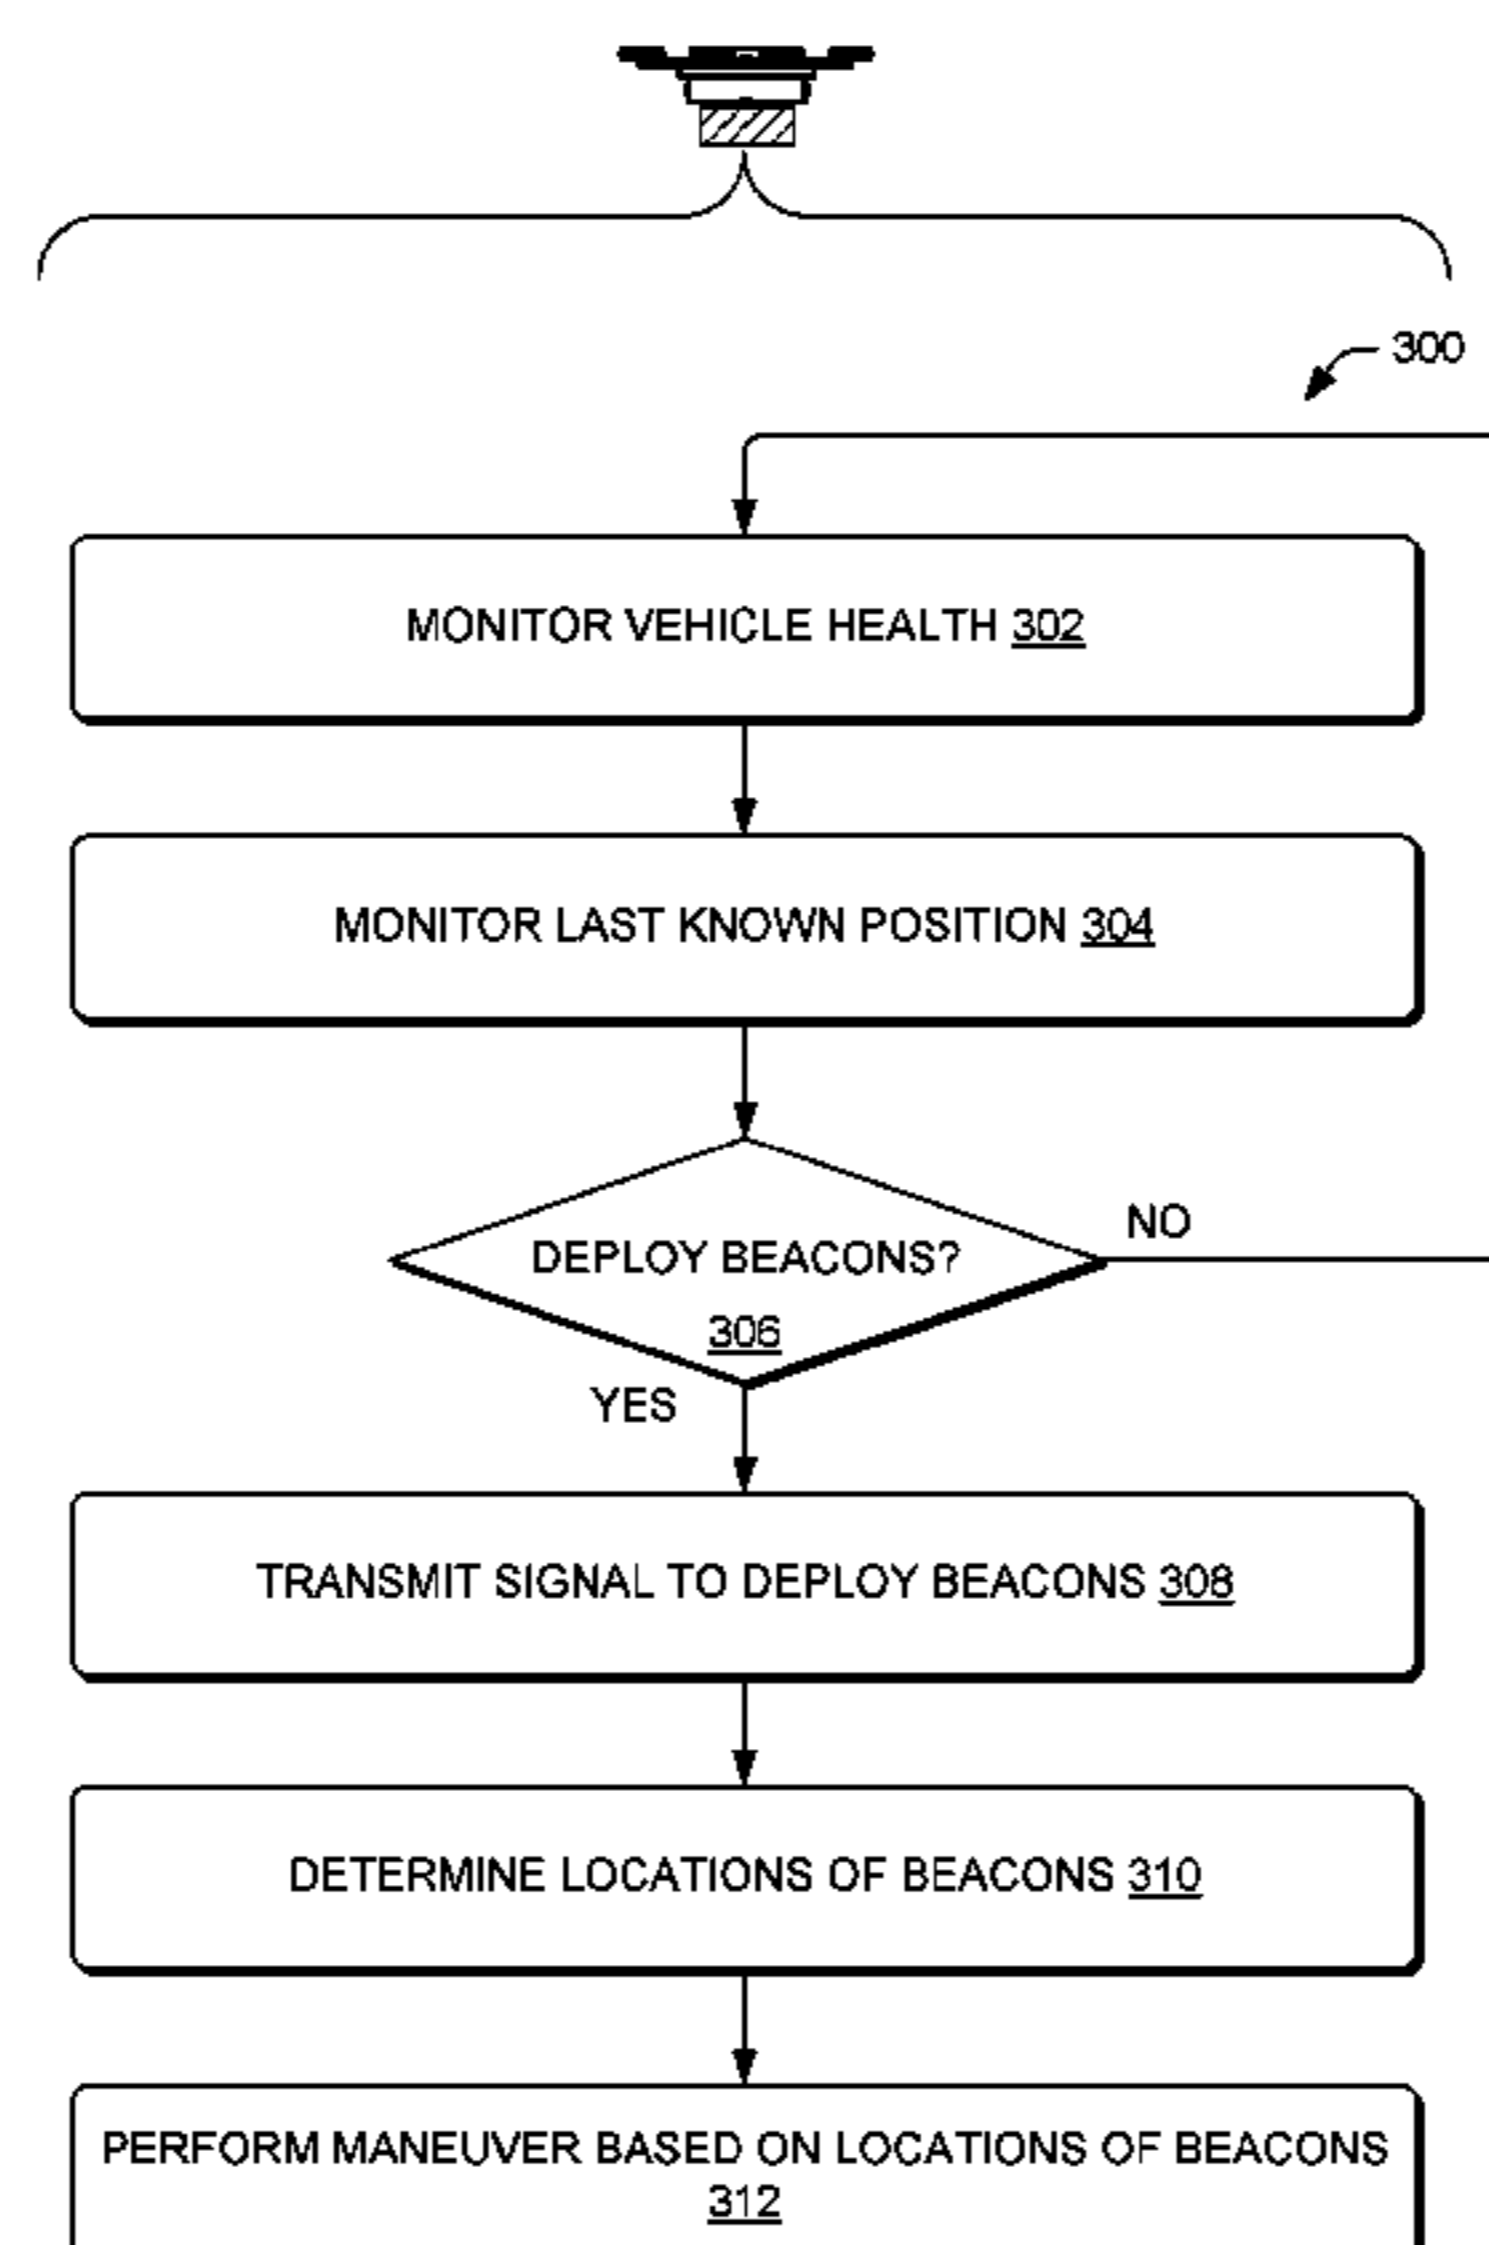 300
MONITOR VEHICLE HEALTH 302
MONITOR LAST KNOWN POSITION 304
DEPLOY BEACONS?
306
NO
YES
TRANSMIT SIGNAL TO DEPLOY BEACONS 308
DETERMINE LOCATIONS OF BEACONS 310
PERFORM MANEUVER BASED ON LOCATIONS OF BEACONS
312